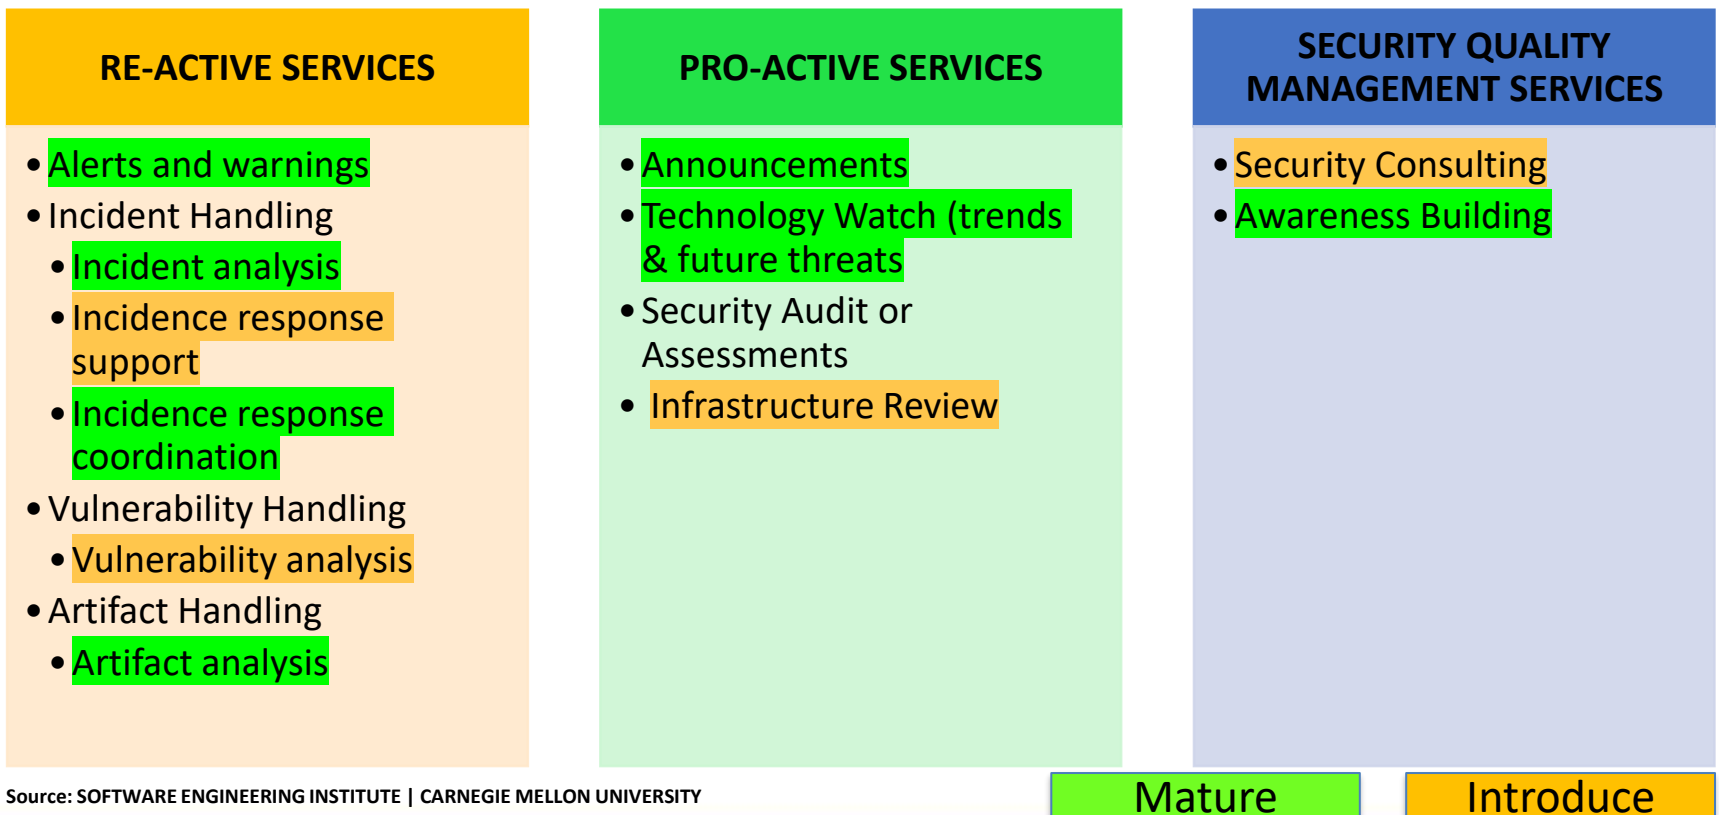 RE-ACTIVE SERVICES
•Alerts and warnings
•Incident Handling
•Incident analysis
•Incidence response
support
•Incidence response
coordination
•Vulnerability Handling
•Vulnerability analysis
•Artifact Handling
•Artifact analysis
PRO-ACTIVE SERVICES
•Announcements
•Technology Watch (trends
& future threats
•Security Audit or
Assessments
• Infrastructure Review
SECURITY QUALITY
MANAGEMENT SERVICES
•Security Consulting
•Awareness Building
Source: SOFTWARE ENGINEERING INSTITUTE | CARNEGIE MELLON UNIVERSITY
Mature
Introduce